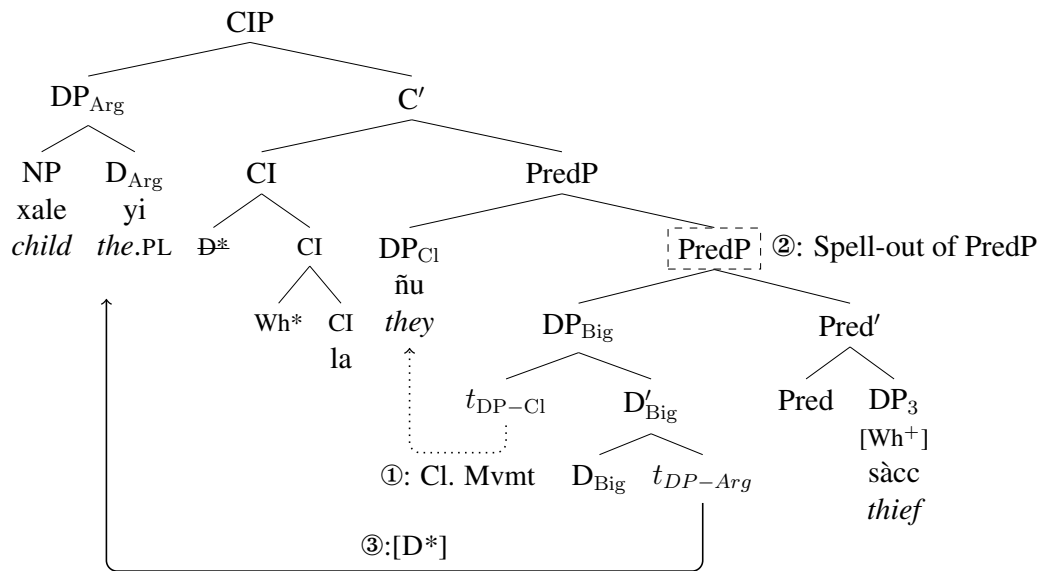 CIP
DP_Arg C′
NP D_Arg CI PredP
xale yi
child the.PL D* CI DP_Cl PredP ②: Spell-out of PredP
ñu
Wh* CI they DP_Big Pred′
la
t_DP−Cl D′_Big Pred DP_3
[Wh⁺]
①: Cl. Mvmt D_Big t_DP−Arg sàcc
thief
③:[D*]